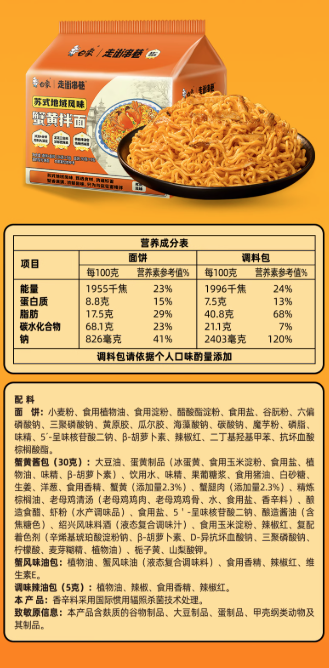 白象 走街串巷
苏式地域风味
蟹黄拌面
营养成分表
项目 面饼 调料包
每100克 营养素参考值% 每100克 营养素参考值%
能量 1955千焦 23% 1996千焦 24%
蛋白质 8.8克 15% 7.5克 13%
脂肪 17.5克 29% 40.8克 68%
碳水化合物 68.1克 23% 21.1克 7%
钠 826毫克 41% 2403毫克 120%
调料包请依据个人口味酌量添加
配料
面 饼：小麦粉、食用植物油、食用淀粉、醋酸酯淀粉、食用盐、谷朊粉、六偏
磷酸钠、三聚磷酸钠、黄原胶、瓜尔胶、海藻酸钠、碳酸钠、魔芋粉、磷脂、
味精、5´-呈味核苷酸二钠、β-胡萝卜素、辣椒红、二丁基羟基甲苯、抗坏血酸
棕榈酸酯。
蟹黄酱包（30克）：大豆油、蛋黄制品（冰蛋黄、食用玉米淀粉、食用盐、植
物油、味精、β-胡萝卜素）、饮用水、味精、果葡糖浆、食用猪油、白砂糖、
生姜、洋葱、食用香精、蟹黄（添加量2.3%）、蟹腿肉（添加量2.3%）、精炼
棕榈油、老母鸡清汤（老母鸡鸡肉、老母鸡鸡骨、水、食用盐、香辛料）、酿
造食醋、虾粉（水产调味品）、食用盐、5＇-呈味核苷酸二钠、酿造酱油（含
焦糖色）、绍兴风味料酒（液态复合调味汁）、食用玉米淀粉、辣椒红、复配
着色剂（辛烯基琥珀酸淀粉钠、β-胡萝卜素、D-异抗坏血酸钠、三聚磷酸钠、
柠檬酸、麦芽糊精、植物油）、栀子黄、山梨酸钾。
蟹风味油包：植物油、蟹风味油（液态复合调味料）、食用香精、辣椒红、维
生素E。
调味辣油包（5克）：植物油、辣椒、食用香精、辣椒红。
本 产 品：香辛料采用国际惯用辐照杀菌技术处理。
致敏原信息：本产品含麸质的谷物制品、大豆制品、蛋制品、甲壳纲类动物及
其制品。